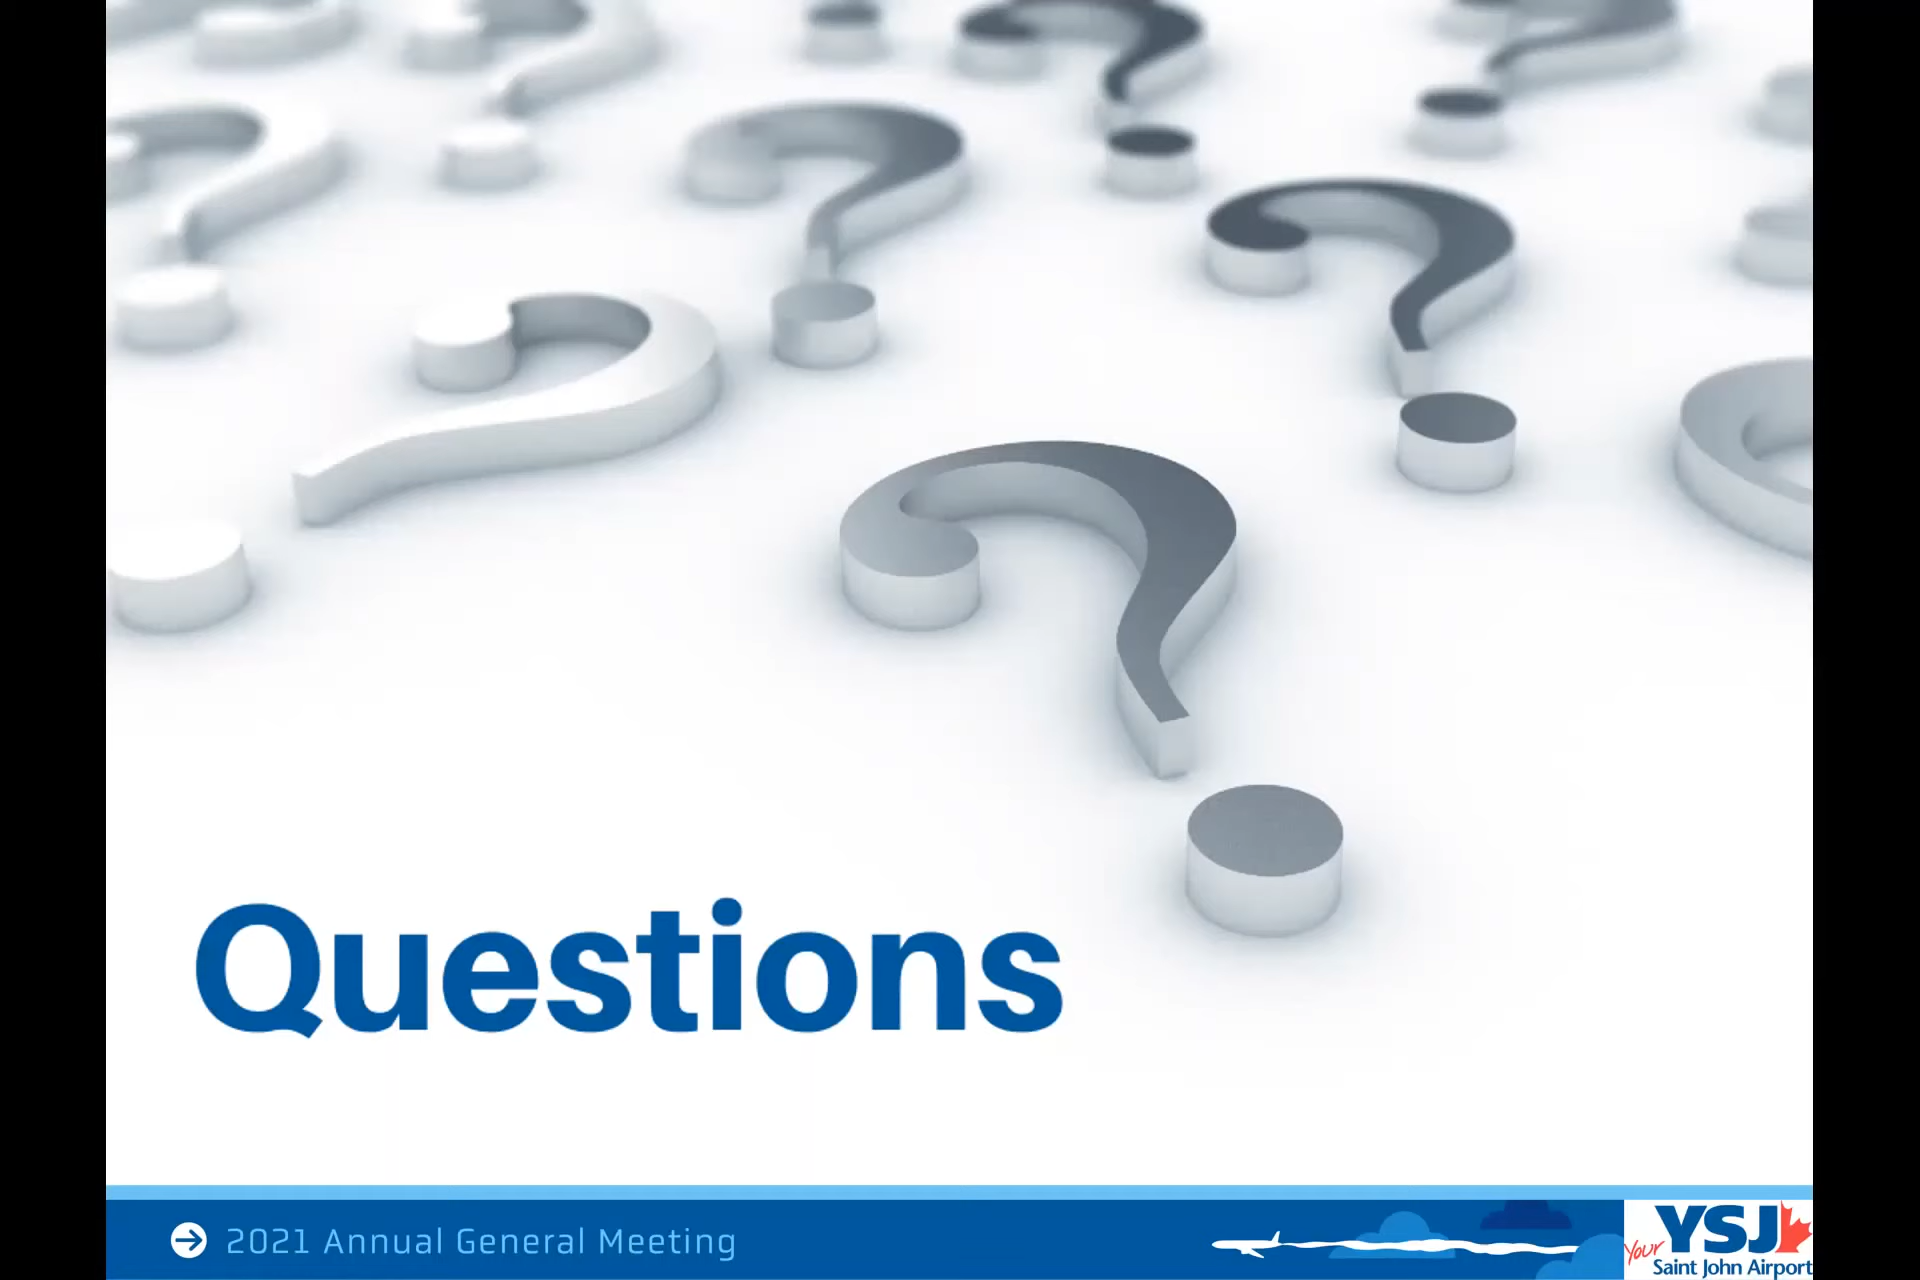 Questions
2021 Annual General Meeting
YSJ
Your
Saint John Airport